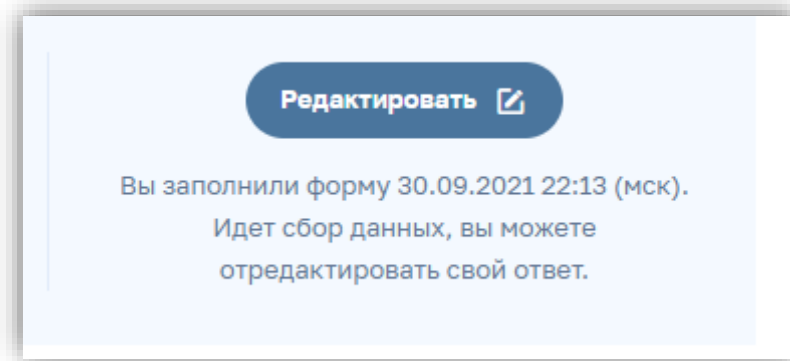 Редактировать
Вы заполнили форму 30.09.2021 22:13 (мск).
Идет сбор данных, вы можете
отредактировать свой ответ.